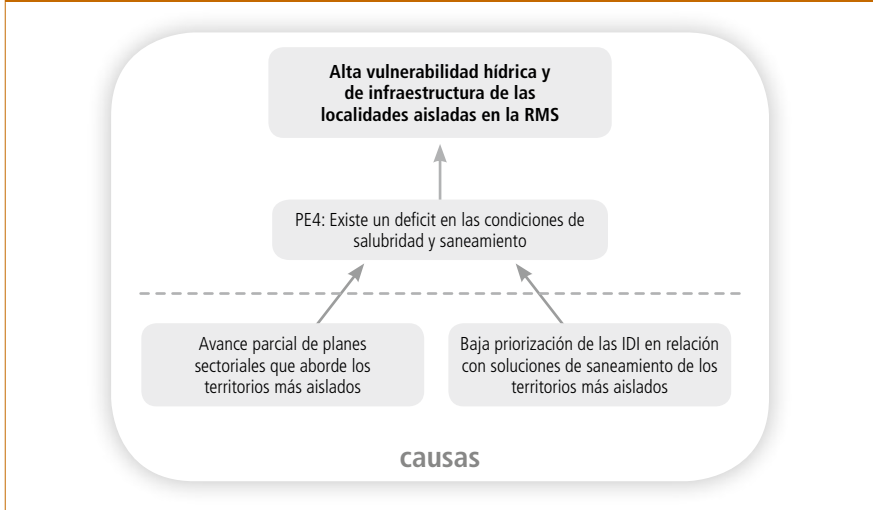 Alta vulnerabilidad hídrica y
de infraestructura de las
localidades aisladas en la RMS
PE4: Existe un deficit en las condiciones de
salubridad y saneamiento
Avance parcial de planes
sectoriales que aborde los
territorios más aislados
Baja priorización de las IDI en relación
con soluciones de saneamiento de los
territorios más aislados
causas